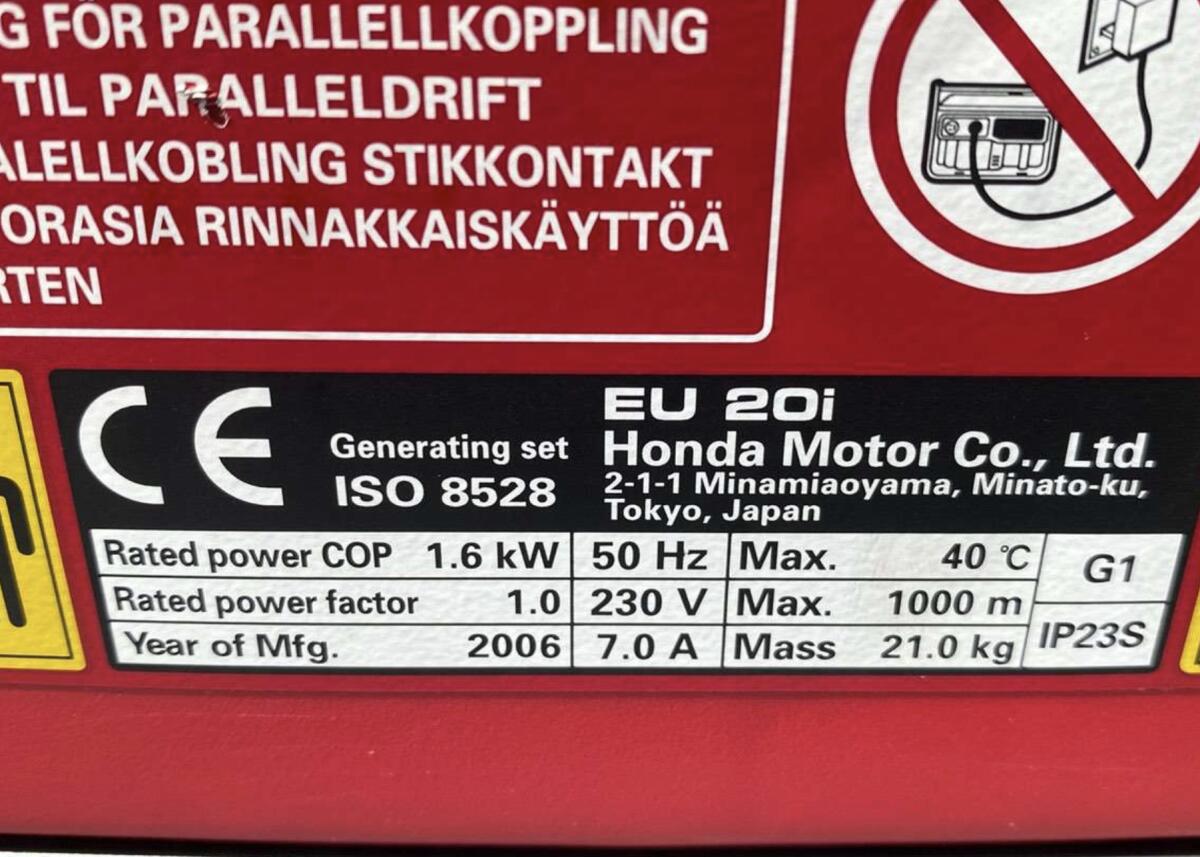 G FÖR PARALLELLKOPPLING
TIL PARALLELDRIFT
ALELLKOBLING STIKKONTAKT
ORASIA RINNAKKAISKÄYTTÖÄ
RTEN
CE
Generating set
ISO 8528
EU 20i
Honda Motor Co., Ltd.
2-1-1 Minamiaoyama, Minato-ku,
Tokyo, Japan
Rated power COP 1.6 kW 50 Hz Max. 40 °C G1
Rated power factor 1.0 230 V Max. 1000 m
Year of Mfg. 2006 7.0 A Mass 21.0 kg IP23S